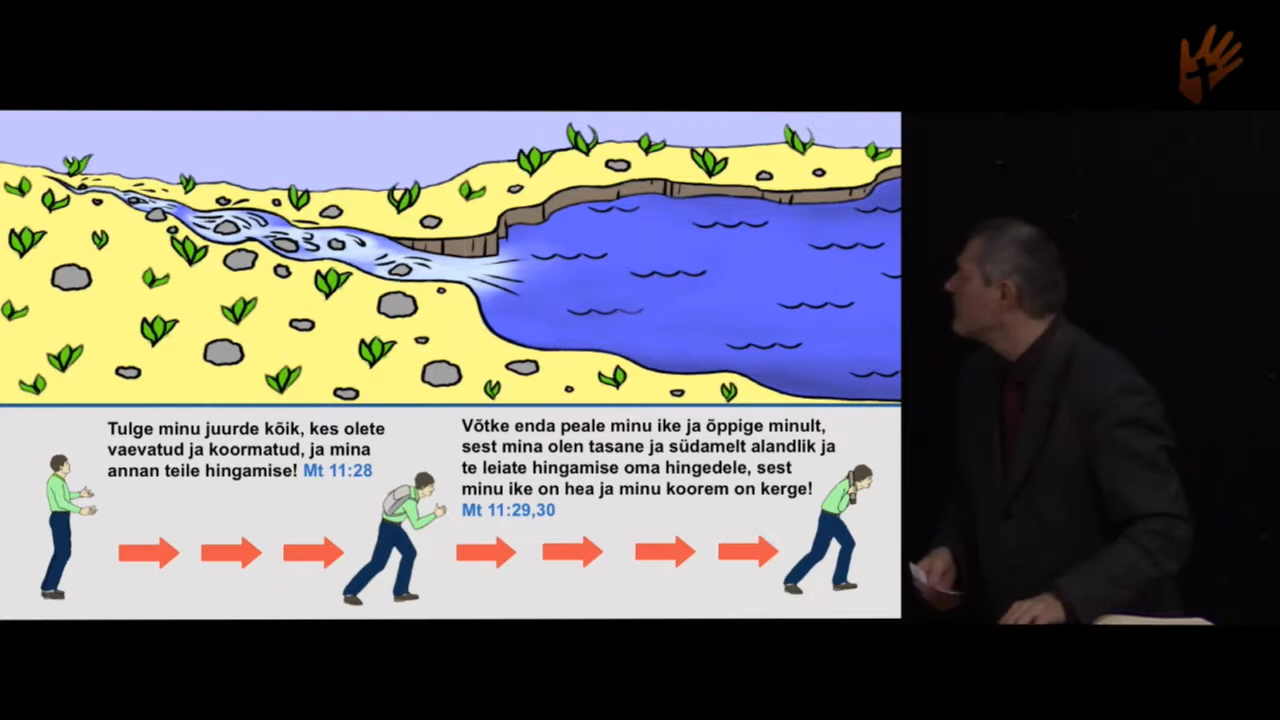 Tulge minu juurde kõik, kes olete
vaevatud ja koormatud, ja mina
annan teile hingamise! Mt 11:28
Võtke enda peale minu ike ja õppige minult,
sest mina olen tasane ja südamelt alandlik ja
te leiate hingamise oma hingedele, sest
minu ike on hea ja minu koorem on kerge!
Mt 11:29,30